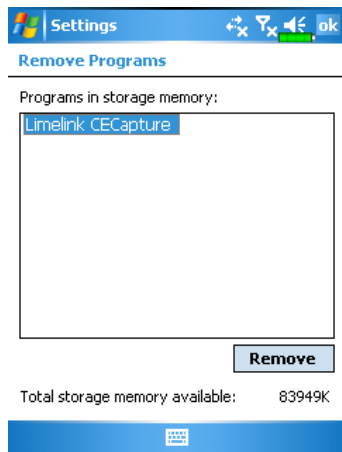 Settings
ok
Remove Programs
Programs in storage memory:
Limelink CECapture
Remove
Total storage memory available: 83949K